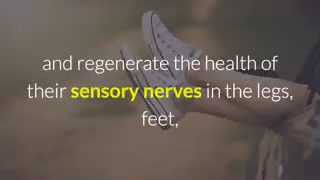 and regenerate the health of
their sensory nerves in the legs,
feet,